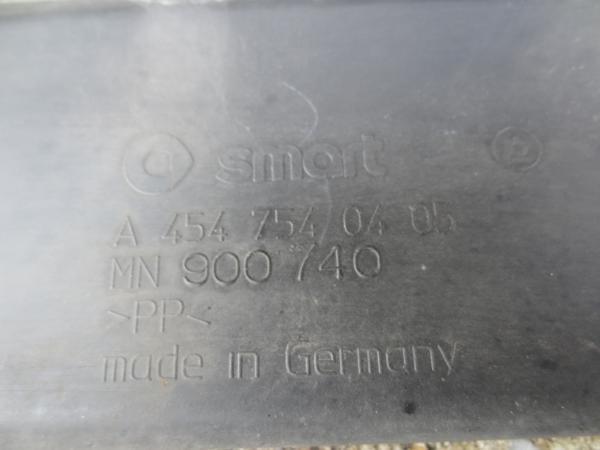 smart
A 454 754 04 05
MN 900 740
>PP<
made in Germany